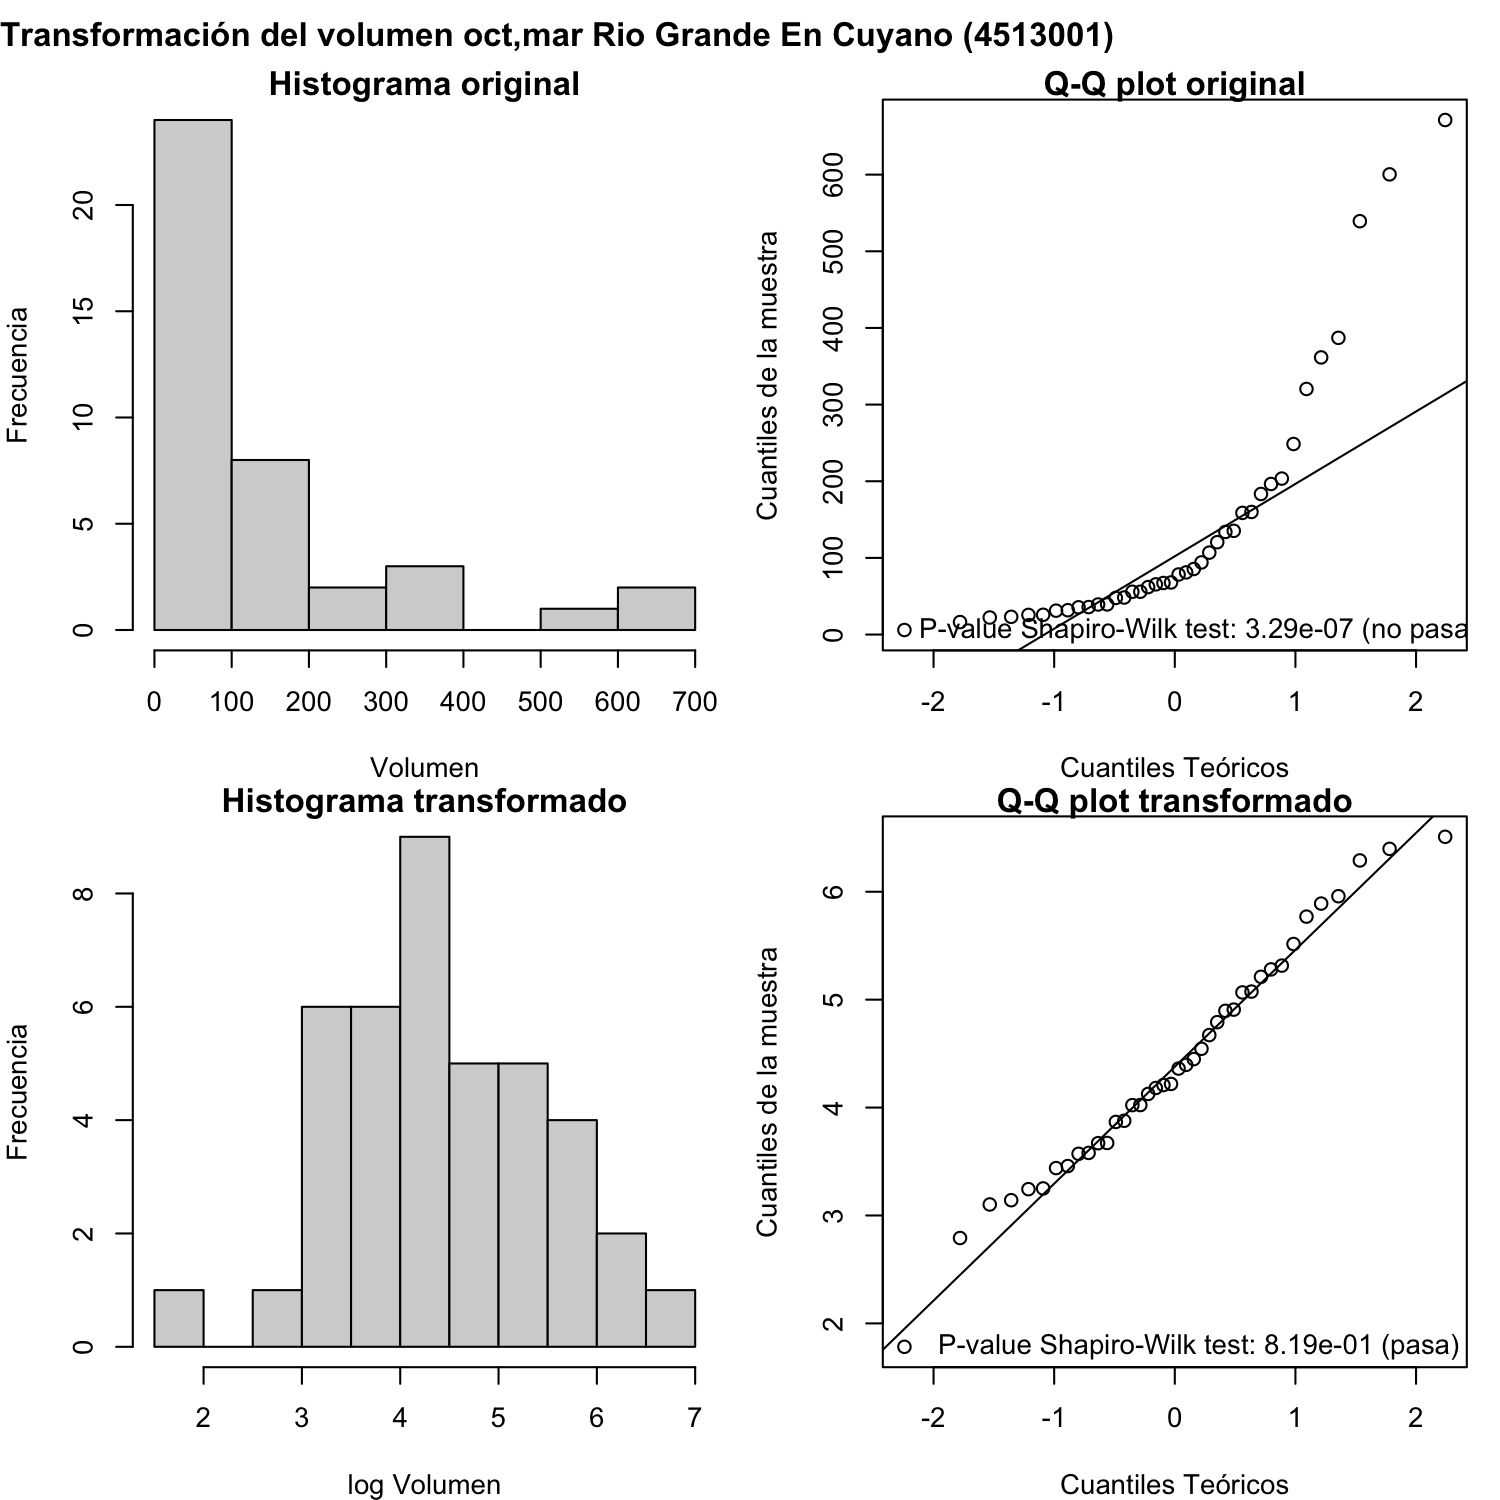 Transformación del volumen oct,mar Rio Grande En Cuyano (4513001)
Histograma original
Frecuencia
20
15
10
5
0
0 100 200 300 400 500 600 700
Volumen
Q-Q plot original
Cuantiles de la muestra
600
500
400
300
200
100
0
P-value Shapiro-Wilk test: 3.29e-07 (no pasa
-2 -1 0 1 2
Cuantiles Teóricos
Histograma transformado
Frecuencia
8
6
4
2
0
2 3 4 5 6 7
log Volumen
Q-Q plot transformado
Cuantiles de la muestra
6
5
4
3
2
P-value Shapiro-Wilk test: 8.19e-01 (pasa)
-2 -1 0 1 2
Cuantiles Teóricos